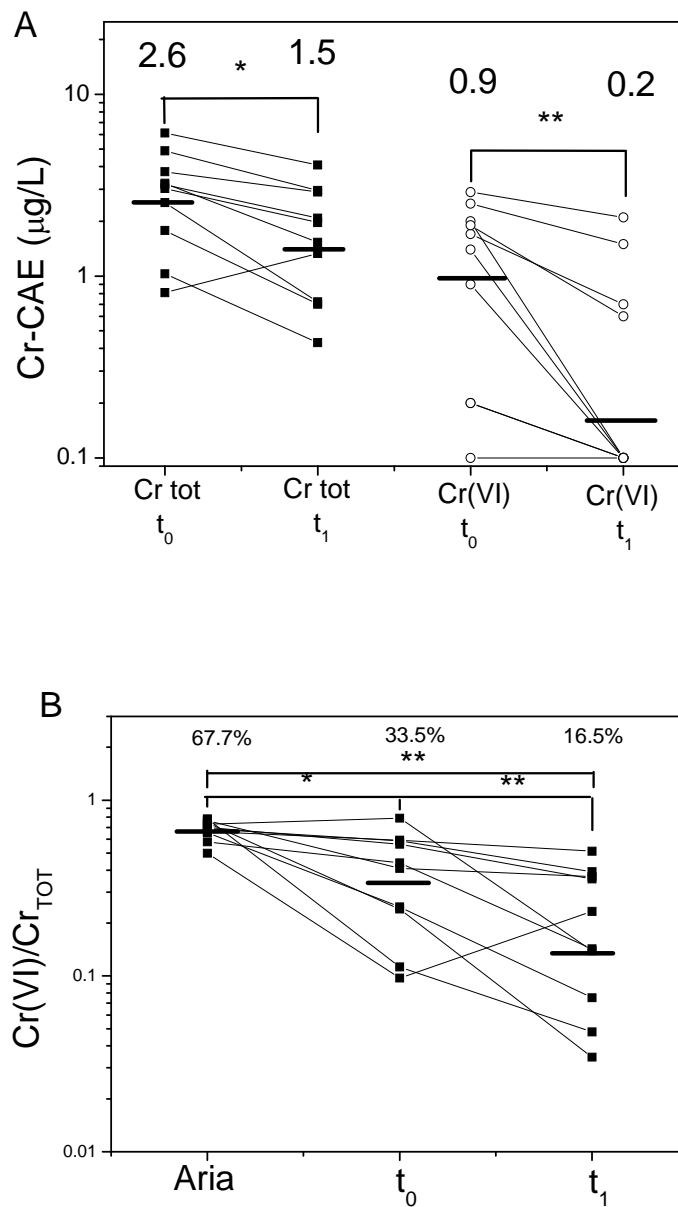 A
2.6 * 1.5 0.9 ** 0.2
Cr-CAE (μg/L)
10
1
0.1
Cr tot Cr tot Cr(VI) Cr(VI)
t0 t1 t0 t1
B
67.7% 33.5% 16.5%
**
* **
Cr(VI)/CrTOT
1
0.1
0.01
Aria t0 t1